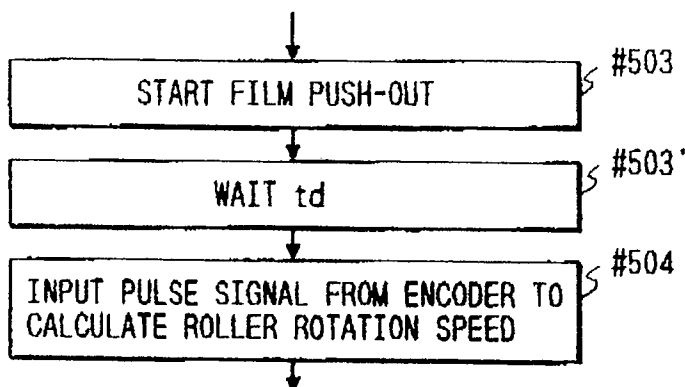 #503
START FILM PUSH-OUT
#503'
WAIT td
#504
INPUT PULSE SIGNAL FROM ENCODER TO
CALCULATE ROLLER ROTATION SPEED